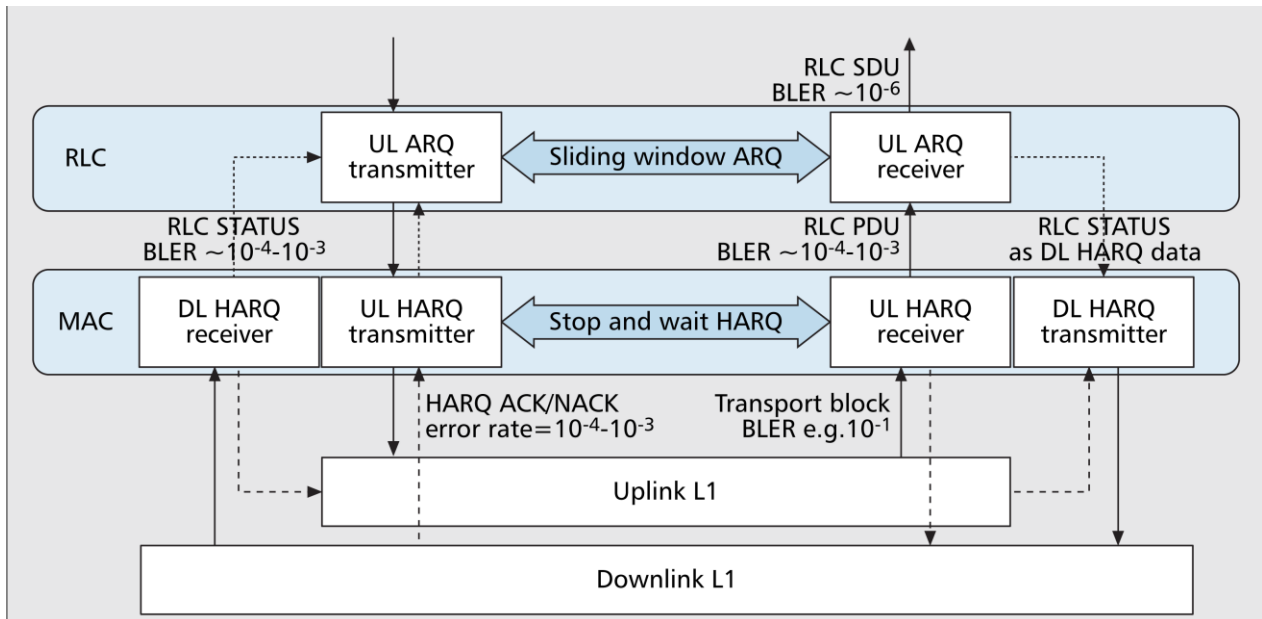 RLC SDU
BLER ~10⁻⁶
RLC
UL ARQ
transmitter
Sliding window ARQ
UL ARQ
receiver
RLC STATUS
BLER ~10⁻⁴-10⁻³
RLC PDU
BLER ~10⁻⁴-10⁻³
RLC STATUS
as DL HARQ data
MAC
DL HARQ
receiver
UL HARQ
transmitter
Stop and wait HARQ
UL HARQ
receiver
DL HARQ
transmitter
HARQ ACK/NACK
error rate=10⁻⁴-10⁻³
Transport block
BLER e.g.10⁻¹
Uplink L1
Downlink L1